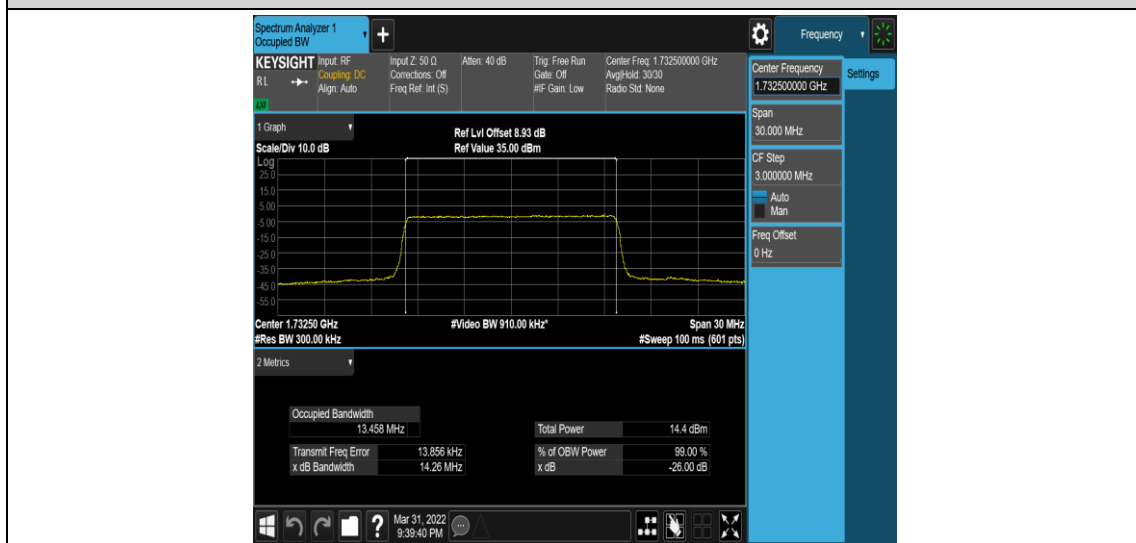 Spectrum Analyzer 1
Occupied BW
+
Frequency
KEYSIGHT
RL
LXI
Input: RF
Coupling: DC
Align: Auto
Input Z: 50 Ω
Corrections: Off
Freq Ref: Int (S)
Atten: 40 dB
Trig: Free Run
Gate: Off
#IF Gain: Low
Center Freq: 1.732500000 GHz
Avg|Hold: 30/30
Radio Std: None
Center Frequency
1.732500000 GHz
Settings
Span
30.000 MHz
CF Step
3.000000 MHz
Auto
Man
Freq Offset
0 Hz
1 Graph
Scale/Div 10.0 dB
Ref Lvl Offset 8.93 dB
Ref Value 35.00 dBm
Log
25.0
15.0
5.00
-5.00
-15.0
-25.0
-35.0
-45.0
-55.0
Center 1.73250 GHz
#Video BW 910.00 kHz*
Span 30 MHz
#Res BW 300.00 kHz
#Sweep 100 ms (601 pts)
2 Metrics
Occupied Bandwidth
13.458 MHz
Total Power 14.4 dBm
Transmit Freq Error 13.856 kHz
% of OBW Power 99.00 %
x dB Bandwidth 14.26 MHz
x dB -26.00 dB
?
Mar 31, 2022
9:39:40 PM